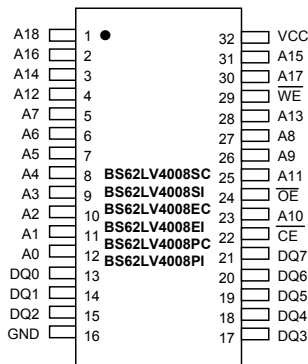 A18 1 32 VCC
A16 2 31 A15
A14 3 30 A17
A12 4 29 WE
A7 5 28 A13
A6 6 27 A8
A5 7 26 A9
A4 8 BS62LV4008SC 25 A11
A3 9 BS62LV4008SI 24 OE
A2 10 BS62LV4008EC 23 A10
A1 11 BS62LV4008EI 22 CE
A0 12 BS62LV4008PC 21 DQ7
DQ0 13 BS62LV4008PI 20 DQ6
DQ1 14 19 DQ5
DQ2 15 18 DQ4
GND 16 17 DQ3